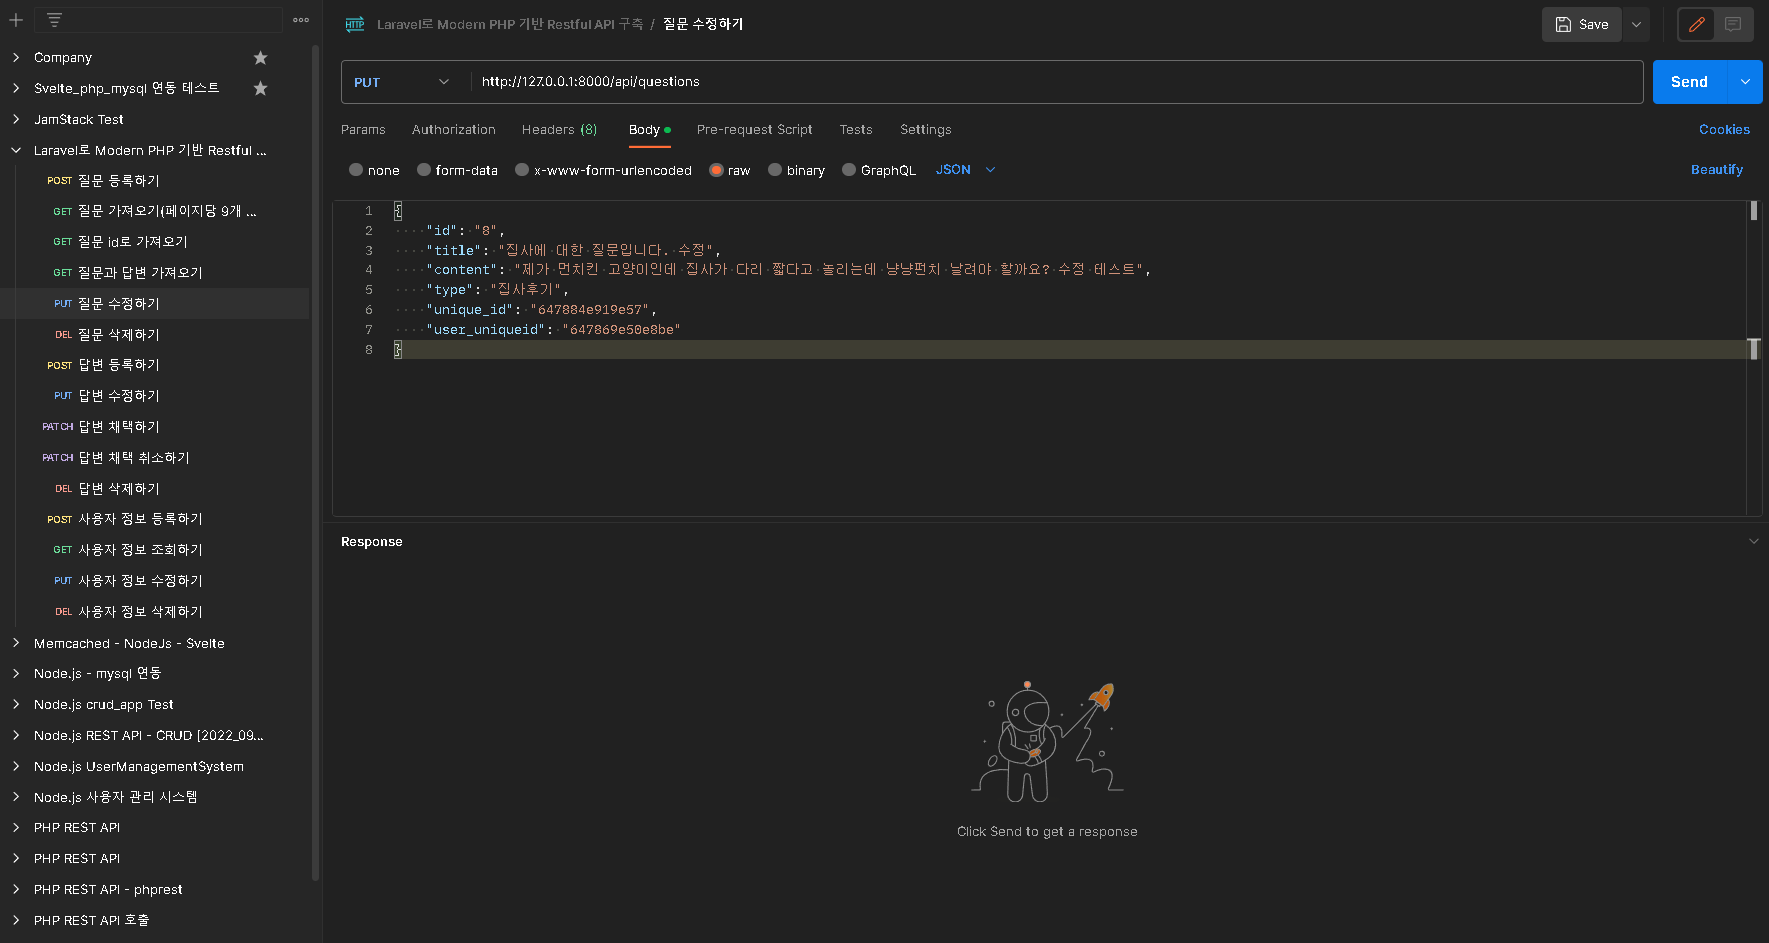 Company
Svelte_php_mysql 연동 테스트
JamStack Test
Laravel로 Modern PHP 기반 Restful ...
POST 질문 등록하기
GET 질문 가져오기(페이지당 9개 ...
GET 질문 id로 가져오기
GET 질문과 답변 가져오기
PUT 질문 수정하기
DEL 질문 삭제하기
POST 답변 등록하기
PUT 답변 수정하기
PATCH 답변 채택하기
PATCH 답변 채택 취소하기
DEL 답변 삭제하기
POST 사용자 정보 등록하기
GET 사용자 정보 조회하기
PUT 사용자 정보 수정하기
DEL 사용자 정보 삭제하기
Memcached - NodeJs - Svelte
Node.js - mysql 연동
Node.js crud_app Test
Node.js REST API - CRUD [2022_09...
Node.js UserManagementSystem
Node.js 사용자 관리 시스템
PHP REST API
PHP REST API
PHP REST API - phprest
PHP REST API 호출
HTTP Laravel로 Modern PHP 기반 Restful API 구축 / 질문 수정하기
Save
PUT http://127.0.0.1:8000/api/questions
Send
Params Authorization Headers (8) Body Pre-request Script Tests Settings Cookies
none form-data x-www-form-urlencoded raw binary GraphQL JSON Beautify
1 {
2 "id": "8",
3 "title": "집사에 대한 질문입니다. 수정",
4 "content": "제가 먼치킨 고양이인데 집사가 다리 짧다고 놀리는데 냥냥펀치 날려야 할까요? 수정 테스트",
5 "type": "집사후기",
6 "unique_id": "647884e919e57",
7 "user_uniqueid": "647869e50e8be"
8 }
Response
Click Send to get a response